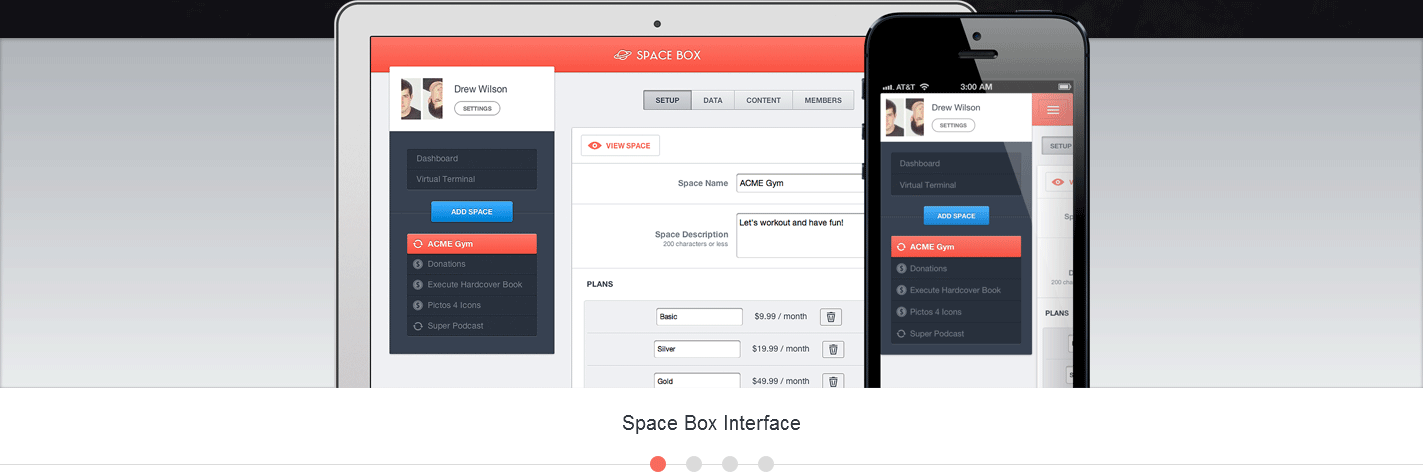 SPACE BOX
Drew Wilson
SETTINGS
Dashboard
Virtual Terminal
ADD SPACE
ACME Gym
Donations
Execute Hardcover Book
Pictos 4 Icons
Super Podcast
SETUP DATA CONTENT MEMBERS
VIEW SPACE
Space Name ACME Gym
Space Description Let's workout and have fun!
200 characters or less
PLANS
Basic $9.99 / month
Silver $19.99 / month
Gold $49.99 / month
AT&T 3:00 AM
Drew Wilson
SETTINGS
Dashboard
Virtual Terminal
ADD SPACE
ACME Gym
Donations
Execute Hardcover Book
Pictos 4 Icons
Super Podcast
SETUP
V
Sp
D
200 cha
PLANS
Space Box Interface